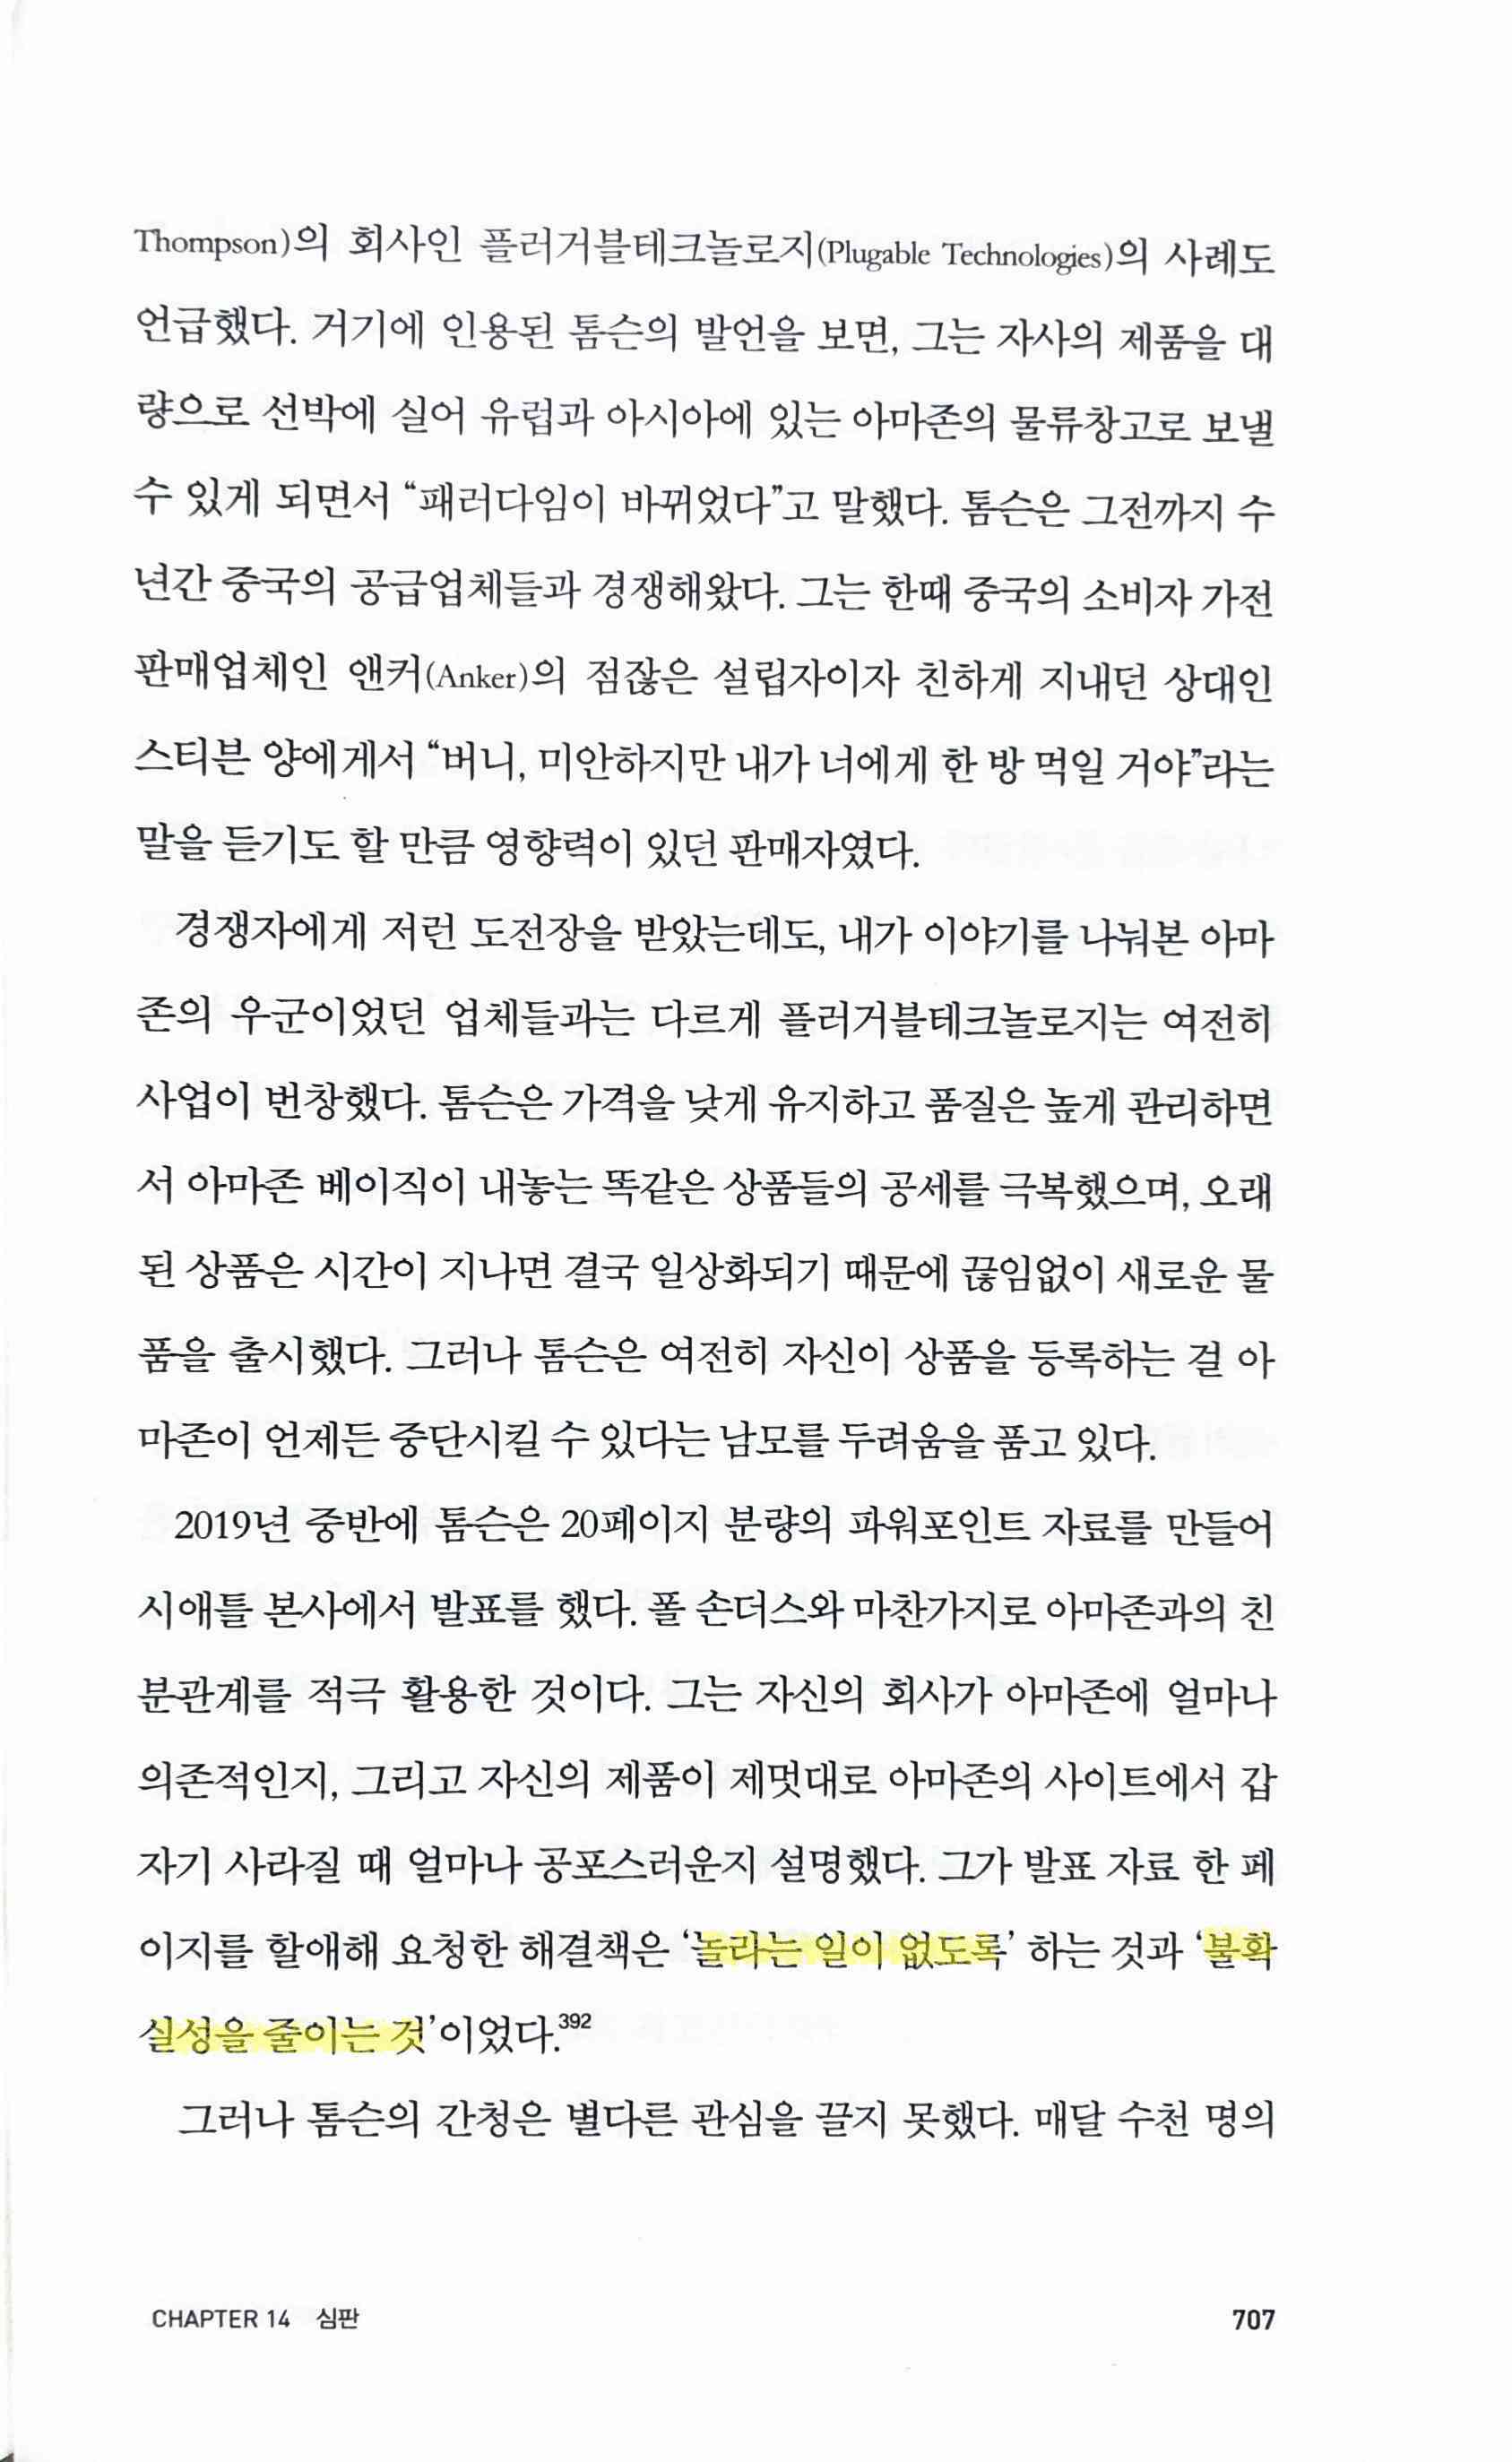 Thompson)의 회사인 플러거블테크놀로지(Plugable Technologies)의 사례도
언급했다. 거기에 인용된 톰슨의 발언을 보면, 그는 자사의 제품을 대
량으로 선박에 실어 유럽과 아시아에 있는 아마존의 물류창고로 보낼
수 있게 되면서 “패러다임이 바뀌었다”고 말했다. 톰슨은 그전까지 수
년간 중국의 공급업체들과 경쟁해왔다. 그는 한때 중국의 소비자 가전
판매업체인 앤커(Anker)의 점잖은 설립자이자 친하게 지내던 상대인
스티븐 양에게서 “버니, 미안하지만 내가 너에게 한 방 먹일 거야”라는
말을 듣기도 할 만큼 영향력이 있던 판매자였다.
경쟁자에게 저런 도전장을 받았는데도, 내가 이야기를 나눠본 아마
존의 우군이었던 업체들과는 다르게 플러거블테크놀로지는 여전히
사업이 번창했다. 톰슨은 가격을 낮게 유지하고 품질은 높게 관리하면
서 아마존 베이직이 내놓는 똑같은 상품들의 공세를 극복했으며, 오래
된 상품은 시간이 지나면 결국 일상화되기 때문에 끊임없이 새로운 물
품을 출시했다. 그러나 톰슨은 여전히 자신이 상품을 등록하는 걸 아
마존이 언제든 중단시킬 수 있다는 남모를 두려움을 품고 있다.
2019년 중반에 톰슨은 20페이지 분량의 파워포인트 자료를 만들어
시애틀 본사에서 발표를 했다. 폴 손더스와 마찬가지로 아마존과의 친
분관계를 적극 활용한 것이다. 그는 자신의 회사가 아마존에 얼마나
의존적인지, 그리고 자신의 제품이 제멋대로 아마존의 사이트에서 갑
자기 사라질 때 얼마나 공포스러운지 설명했다. 그가 발표 자료 한 페
이지를 할애해 요청한 해결책은 ‘놀라는 일이 없도록’ 하는 것과 ‘불확
실성을 줄이는 것’이었다.392
그러나 톰슨의 간청은 별다른 관심을 끌지 못했다. 매달 수천 명의
CHAPTER 14 심판
707